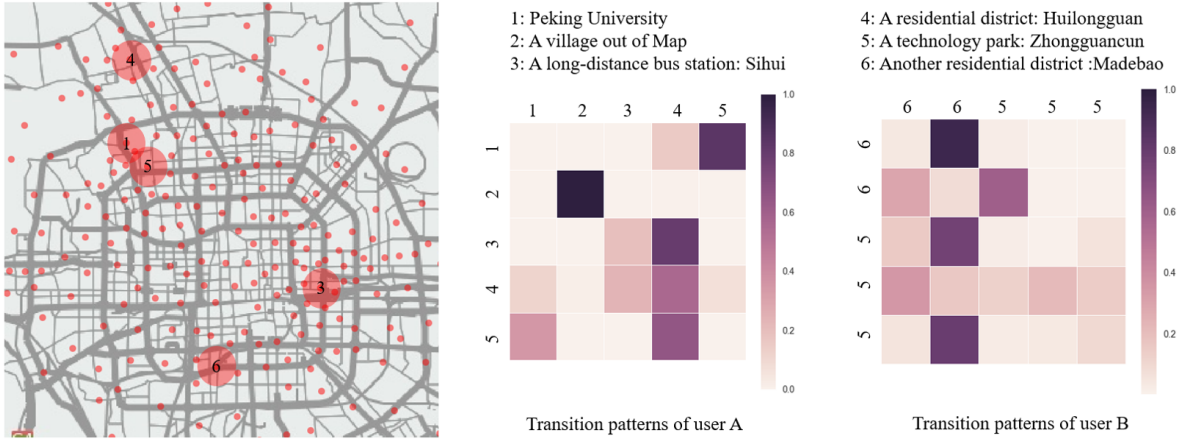 4
1
5
3
6
1: Peking University
2: A village out of Map
3: A long-distance bus station: Sihui
1 2 3 4 5
1
2
3
4
5
1.0
0.8
0.6
0.4
0.2
0.0
Transition patterns of user A
4: A residential district: Huilongguan
5: A technology park: Zhongguancun
6: Another residential district :Madebao
6 6 5 5 5
6
6
5
5
5
1.0
0.8
0.6
0.4
0.2
Transition patterns of user B